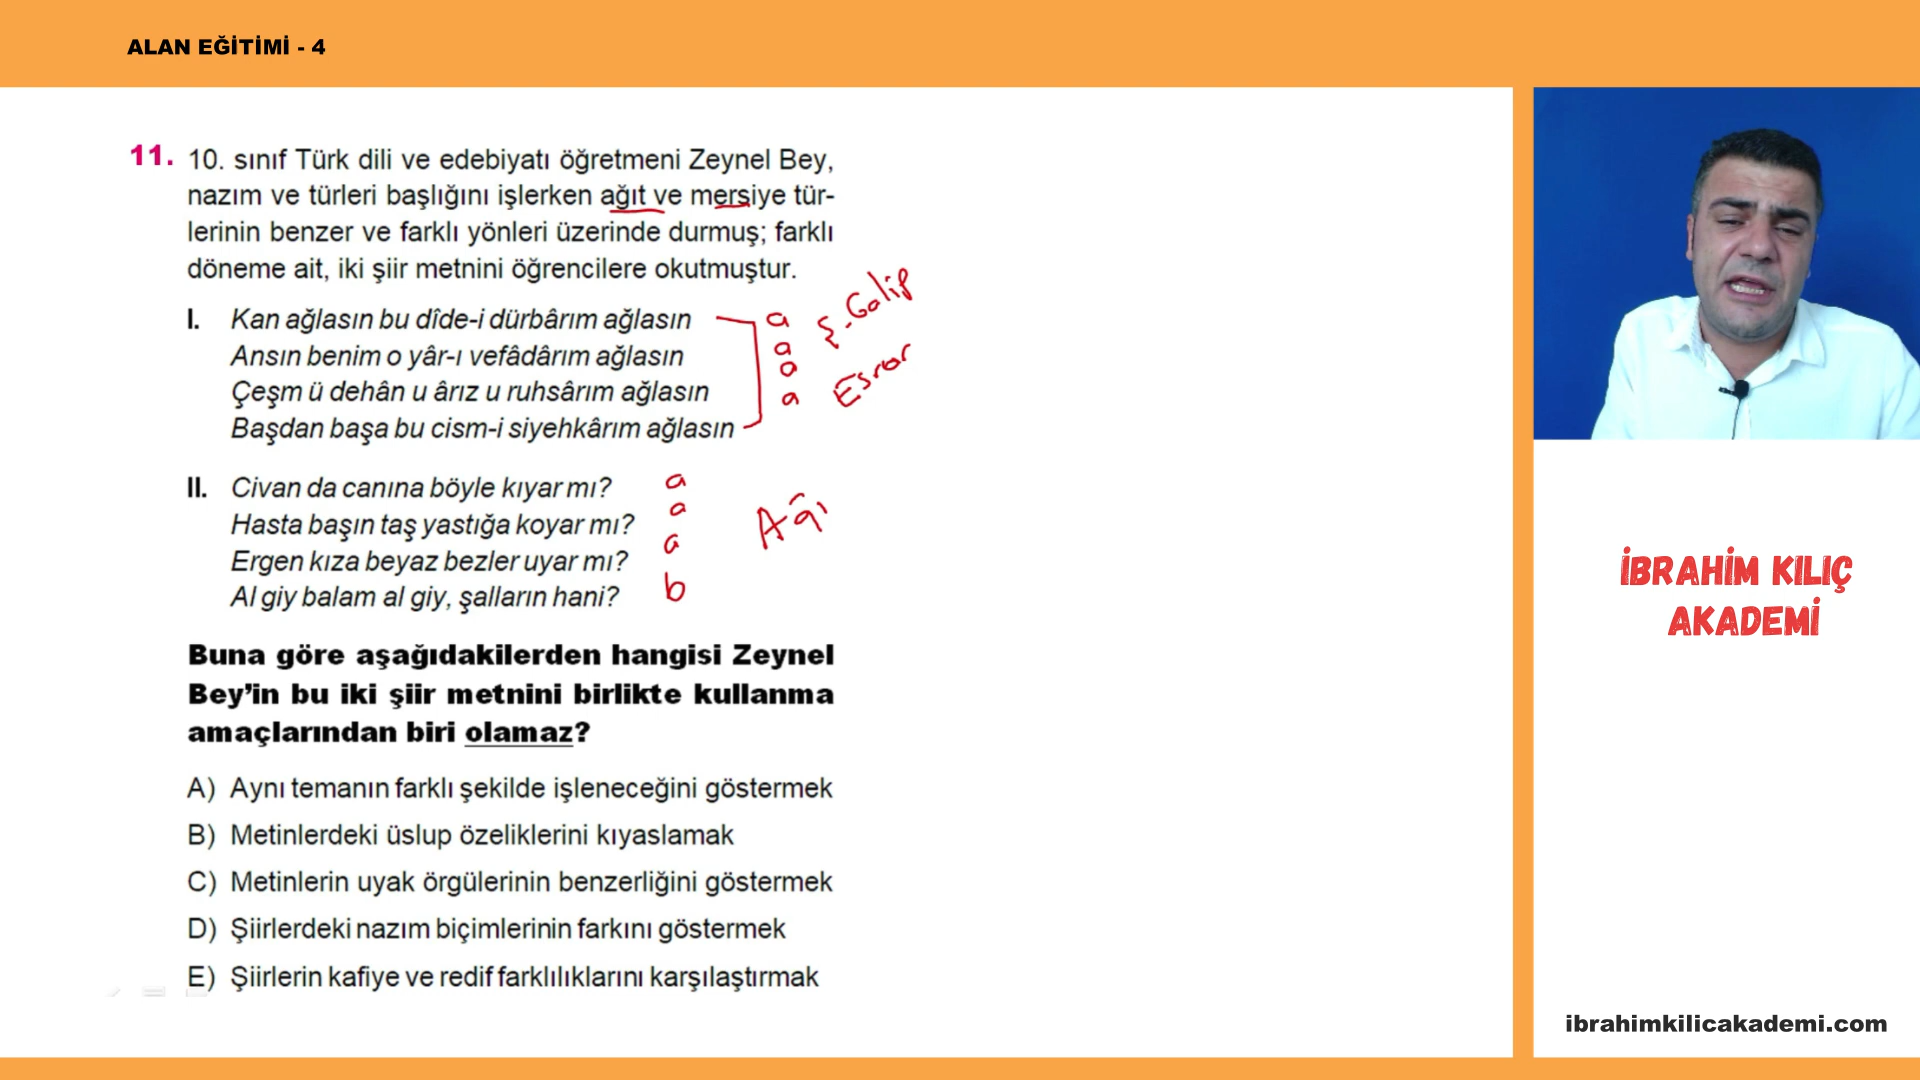 ALAN EĞİTİMİ - 4
11. 10. sınıf Türk dili ve edebiyatı öğretmeni Zeynel Bey,
nazım ve türleri başlığını işlerken ağıt ve mersiye tür-
lerinin benzer ve farklı yönleri üzerinde durmuş; farklı
döneme ait, iki şiir metnini öğrencilere okutmuştur.
I. Kan ağlasın bu dîde-i dürbârım ağlasın a
Ansın benim o yâr-ı vefâdârım ağlasın a
Çeşm ü dehân u ârız u ruhsârım ağlasın a
Başdan başa bu cism-i siyehkârım ağlasın a
Ş. Galip
Esrar
II. Civan da canına böyle kıyar mı? a
Hasta başın taş yastığa koyar mı? a
Ergen kıza beyaz bezler uyar mı? a
Al giy balam al giy, şalların hani? b
Ağı
Buna göre aşağıdakilerden hangisi Zeynel
Bey’in bu iki şiir metnini birlikte kullanma
amaçlarından biri olamaz?
A) Aynı temanın farklı şekilde işleneceğini göstermek
B) Metinlerdeki üslup özeliklerini kıyaslamak
C) Metinlerin uyak örgülerinin benzerliğini göstermek
D) Şiirlerdeki nazım biçimlerinin farkını göstermek
E) Şiirlerin kafiye ve redif farklılıklarını karşılaştırmak
İBRAHİM KILIÇ
AKADEMİ
ibrahimkilicakademi.com